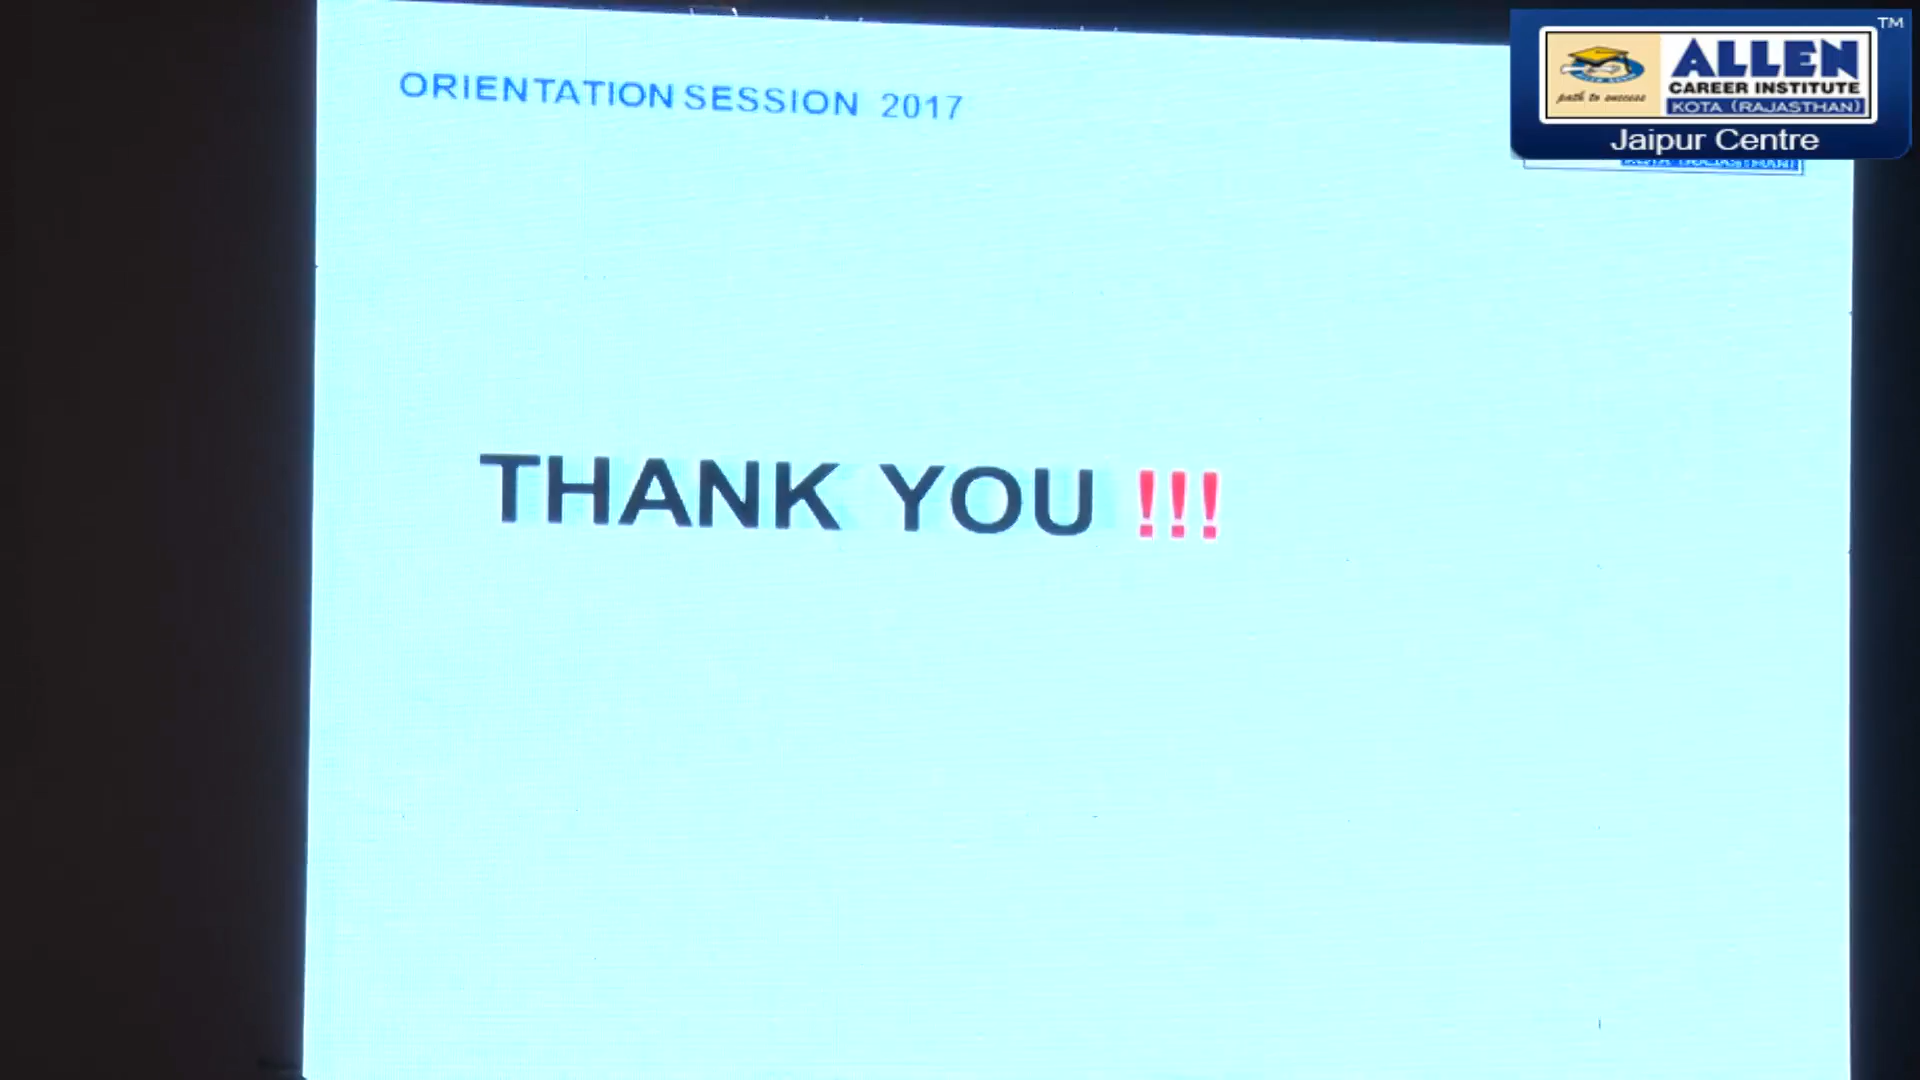 ORIENTATION SESSION 2017
TM
ALLEN
CAREER INSTITUTE
path to success
KOTA (RAJASTHAN)
Jaipur Centre
THANK YOU !!!